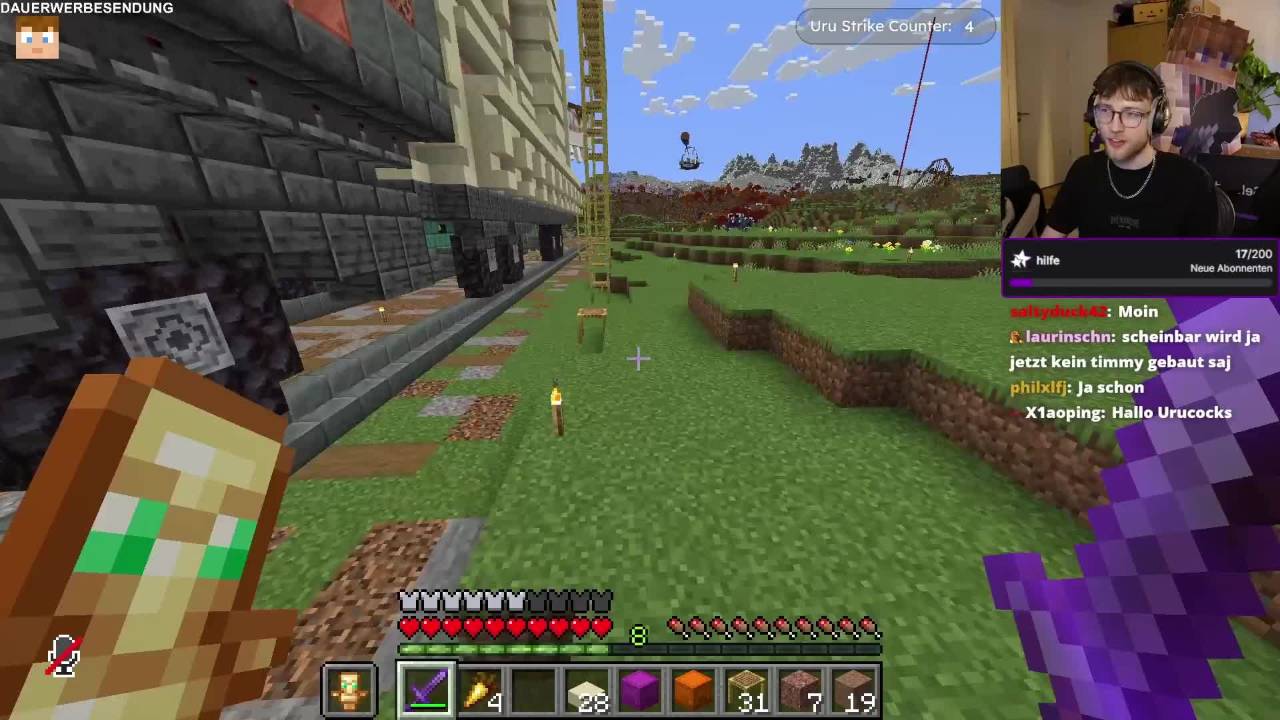 DAUERWERBESENDUNG
Uru Strike Counter: 4
hilfe
17/200
Neue Abonnenten
saltyduck42: Moin
laurinschn: scheinbar wird ja
jetzt kein timmy gebaut saj
philxlfj: Ja schon
X1aoping: Hallo Urucocks
8
4
28
31
7
19